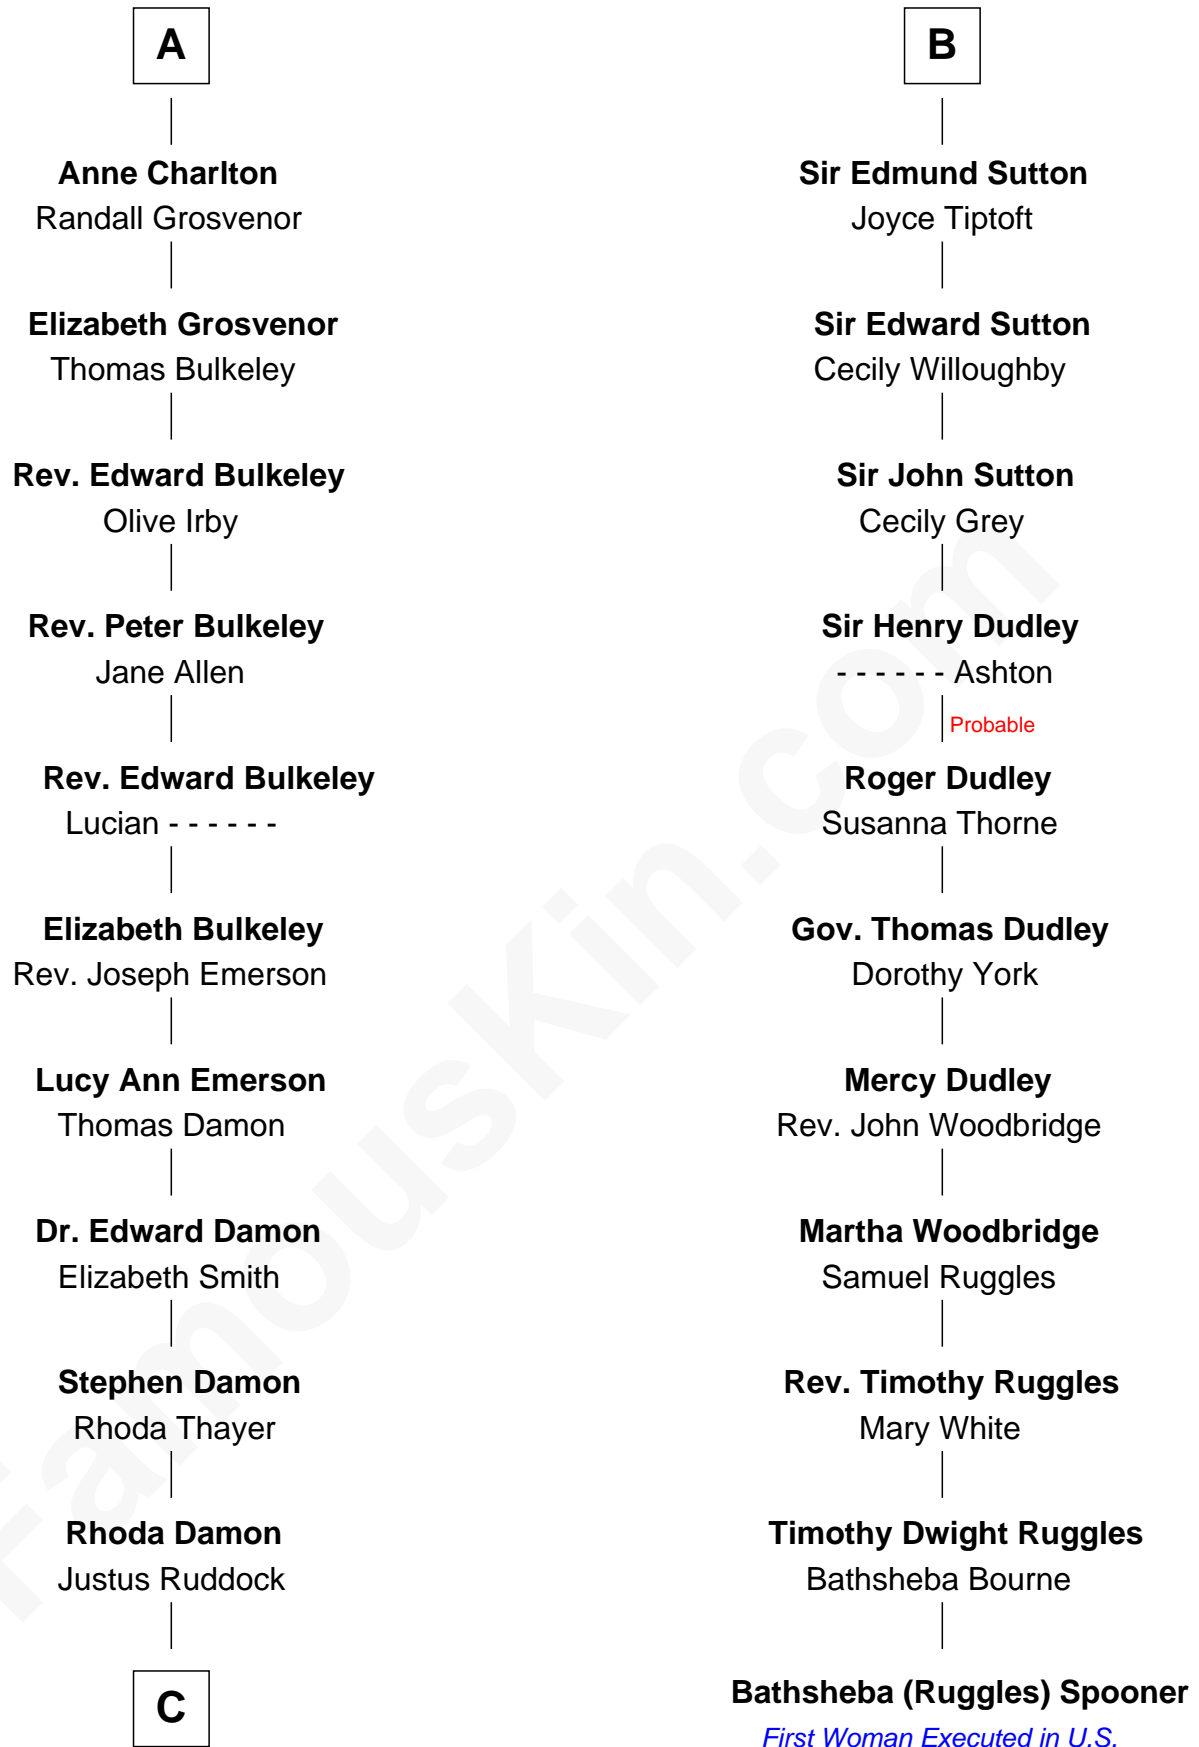 A
Anne Charlton
Randall Grosvenor
Elizabeth Grosvenor
Thomas Bulkeley
Rev. Edward Bulkeley
Olive Irby
Rev. Peter Bulkeley
Jane Allen
Rev. Edward Bulkeley
Lucian - - - - - -
Elizabeth Bulkeley
Rev. Joseph Emerson
Lucy Ann Emerson
Thomas Damon
Dr. Edward Damon
Elizabeth Smith
Stephen Damon
Rhoda Thayer
Rhoda Damon
Justus Ruddock
C
B
Sir Edmund Sutton
Joyce Tiptoft
Sir Edward Sutton
Cecily Willoughby
Sir John Sutton
Cecily Grey
Sir Henry Dudley
- - - - - - Ashton
Probable
Roger Dudley
Susanna Thorne
Gov. Thomas Dudley
Dorothy York
Mercy Dudley
Rev. John Woodbridge
Martha Woodbridge
Samuel Ruggles
Rev. Timothy Ruggles
Mary White
Timothy Dwight Ruggles
Bathsheba Bourne
Bathsheba (Ruggles) Spooner
First Woman Executed in U.S.
FamousKin.com